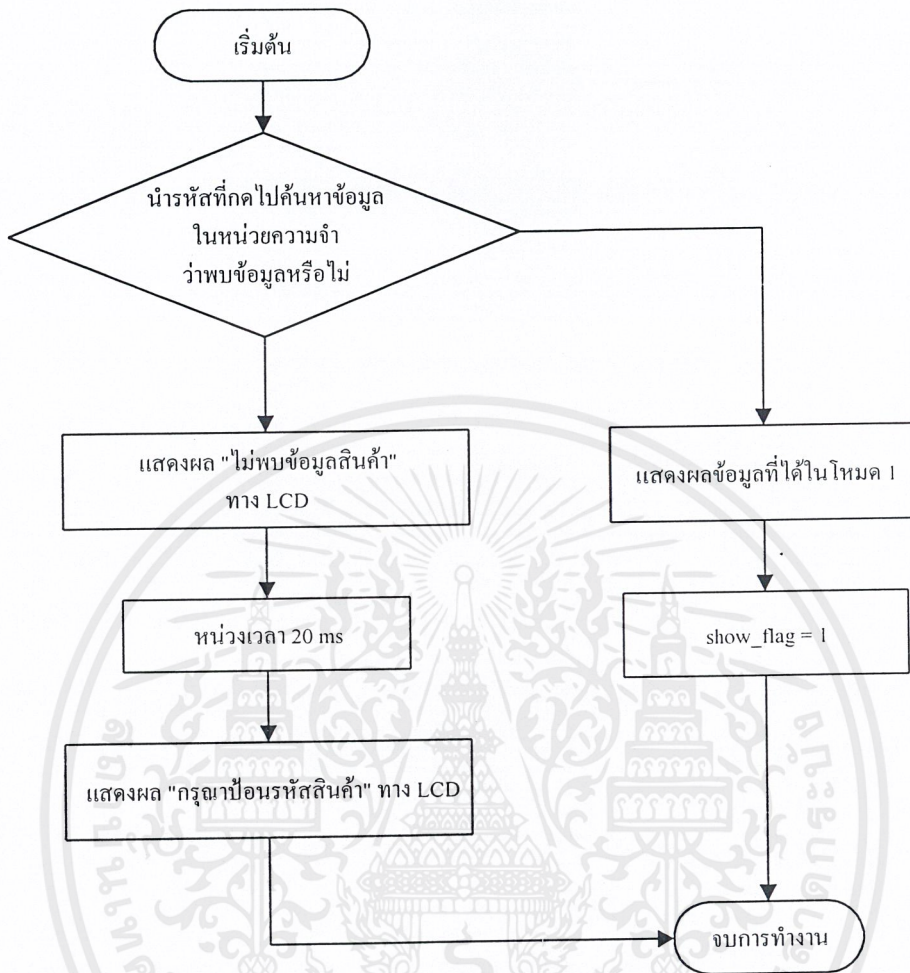 เริ่มต้น
นำรหัสที่กดไปค้นหาข้อมูล
ในหน่วยความจำ
ว่าพบข้อมูลหรือไม่
แสดงผล "ไม่พบข้อมูลสินค้า"
ทาง LCD
หน่วงเวลา 20 ms
แสดงผล "กรุณาป้อนรหัสสินค้า" ทาง LCD
แสดงผลข้อมูลที่ได้ในโหมด 1
show_flag = 1
จบการทำงาน